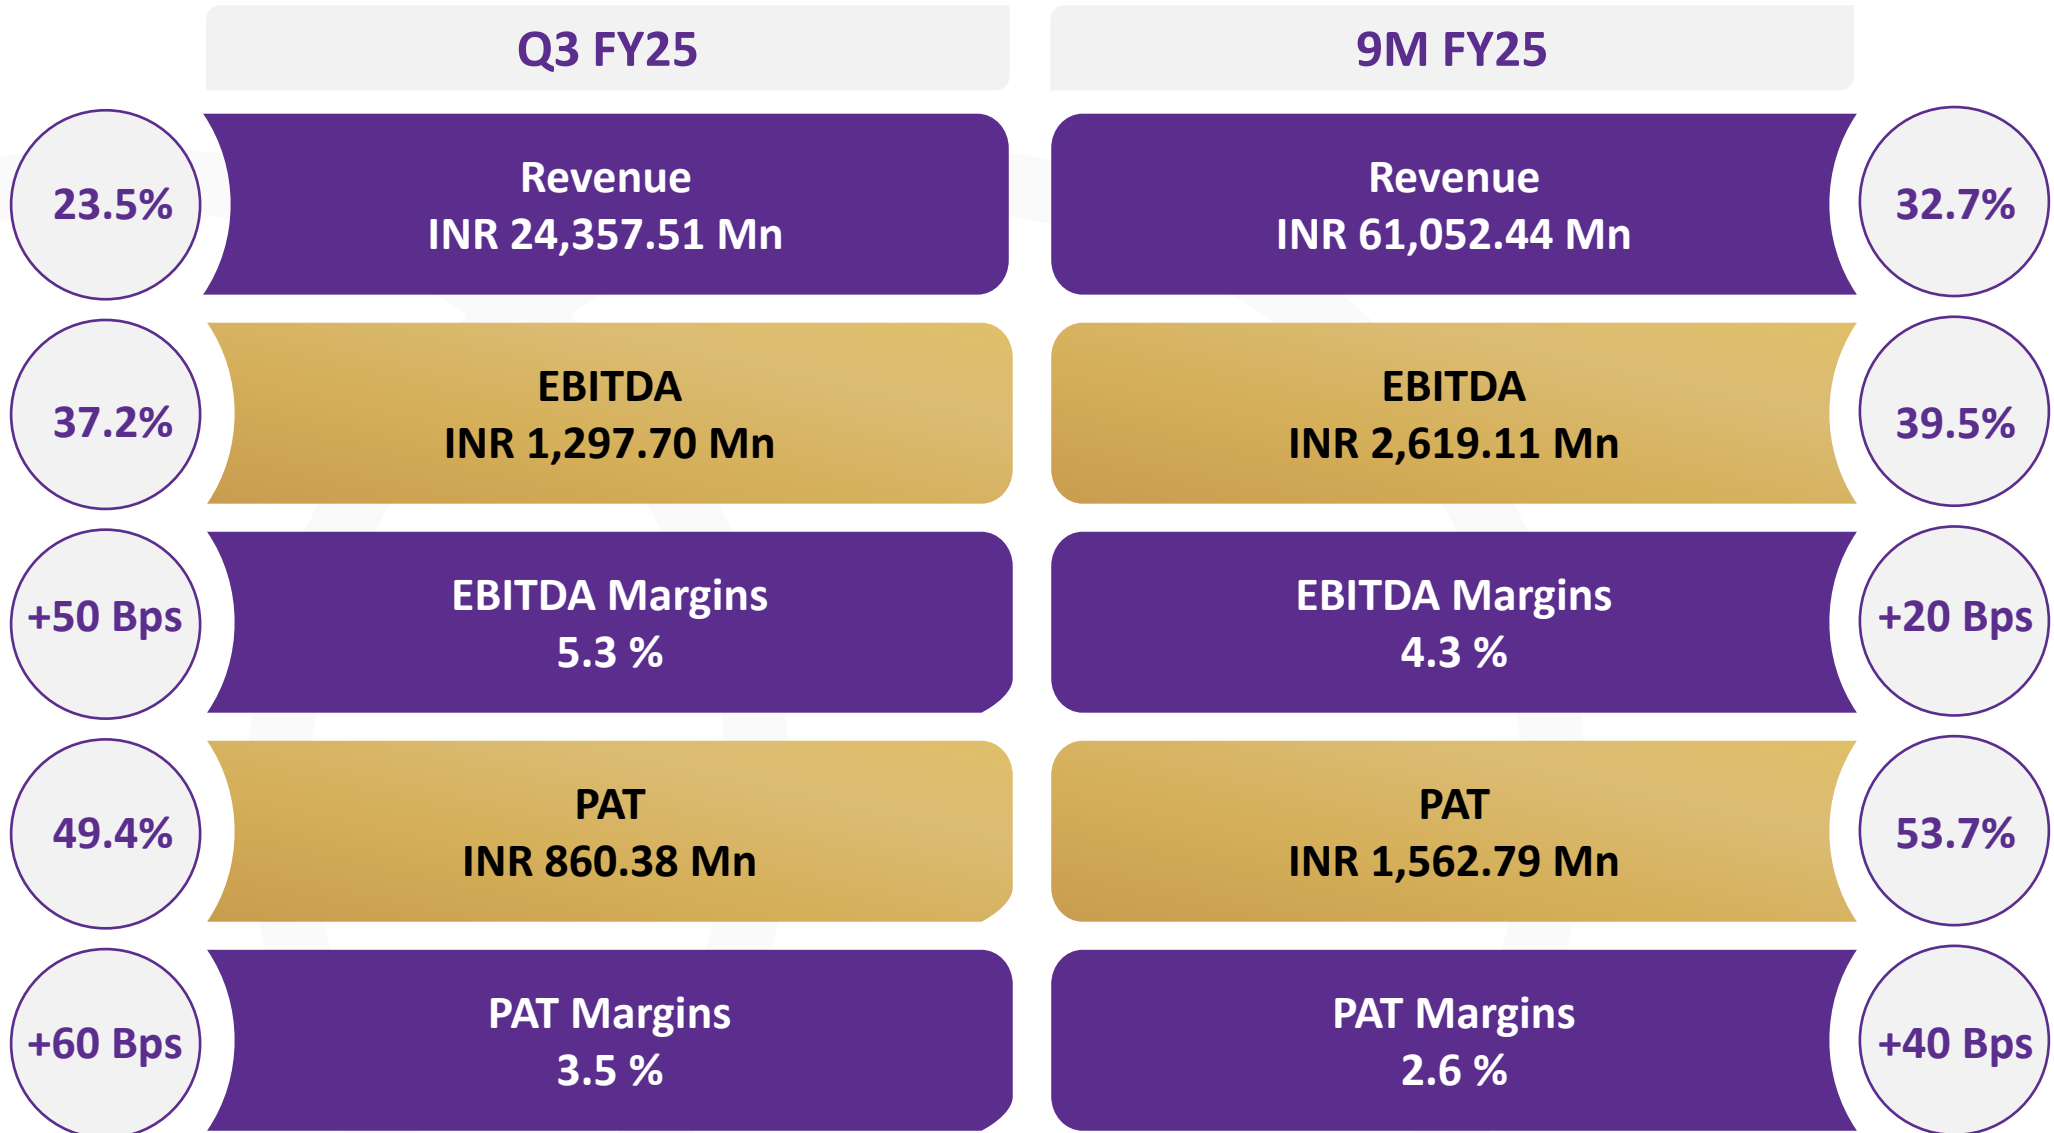 Q3 FY25
9M FY25
23.5%
Revenue
INR 24,357.51 Mn
Revenue
INR 61,052.44 Mn
32.7%
37.2%
EBITDA
INR 1,297.70 Mn
EBITDA
INR 2,619.11 Mn
39.5%
+50 Bps
EBITDA Margins
5.3 %
EBITDA Margins
4.3 %
+20 Bps
49.4%
PAT
INR 860.38 Mn
PAT
INR 1,562.79 Mn
53.7%
+60 Bps
PAT Margins
3.5 %
PAT Margins
2.6 %
+40 Bps